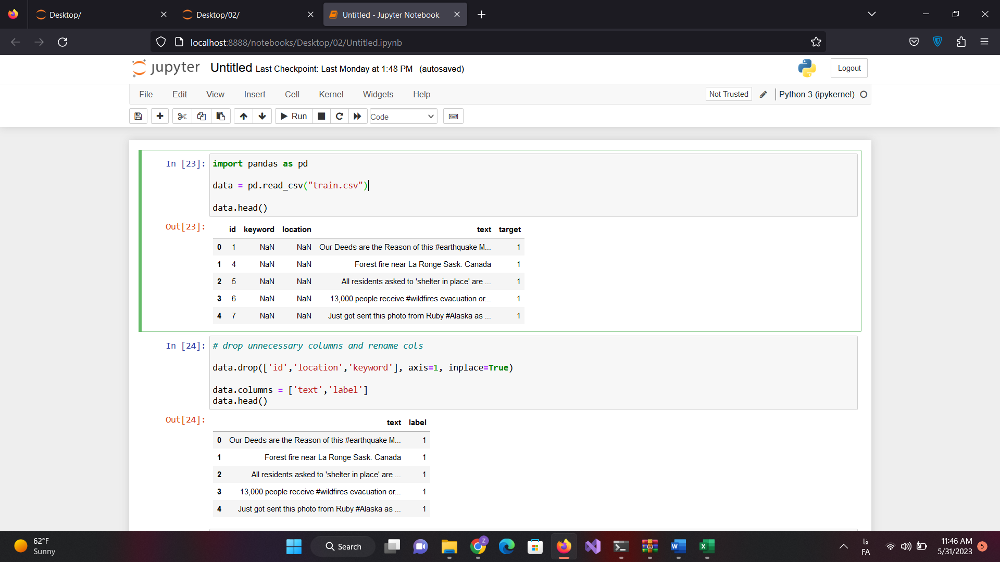 Desktop/
Desktop/02/
Untitled - Jupyter Notebook
localhost:8888/notebooks/Desktop/02/Untitled.ipynb
jupyter Untitled Last Checkpoint: Last Monday at 1:48 PM (autosaved)
Logout
File Edit View Insert Cell Kernel Widgets Help
Not Trusted
Python 3 (ipykernel)
Run
Code
In [23]:
import pandas as pd
data = pd.read_csv("train.csv")
data.head()
Out[23]:
id keyword location text target
0 1 NaN NaN Our Deeds are the Reason of this #earthquake M... 1
1 4 NaN NaN Forest fire near La Ronge Sask. Canada 1
2 5 NaN NaN All residents asked to 'shelter in place' are ... 1
3 6 NaN NaN 13,000 people receive #wildfires evacuation or... 1
4 7 NaN NaN Just got sent this photo from Ruby #Alaska as ... 1
In [24]:
# drop unnecessary columns and rename cols
data.drop(['id','location','keyword'], axis=1, inplace=True)
data.columns = ['text','label']
data.head()
Out[24]:
text label
0 Our Deeds are the Reason of this #earthquake M... 1
1 Forest fire near La Ronge Sask. Canada 1
2 All residents asked to 'shelter in place' are ... 1
3 13,000 people receive #wildfires evacuation or... 1
4 Just got sent this photo from Ruby #Alaska as ... 1
62°F
Sunny
Search
Z
W
X
فا
FA
11:46 AM
5/31/2023
5